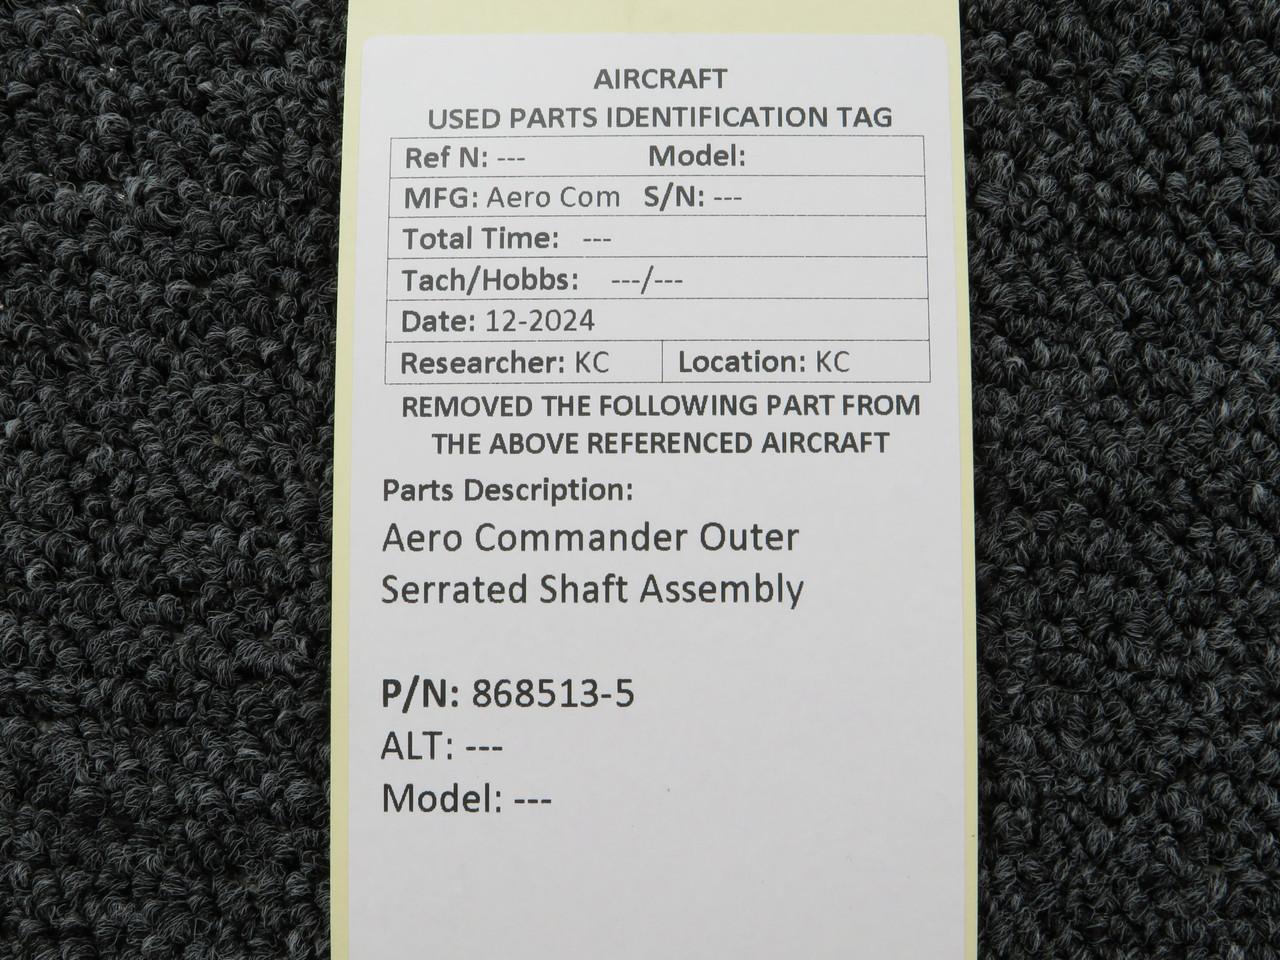 AIRCRAFT
USED PARTS IDENTIFICATION TAG
Ref N: --- Model:
MFG: Aero Com S/N: ---
Total Time: ---
Tach/Hobbs: ---/---
Date: 12-2024
Researcher: KC Location: KC
REMOVED THE FOLLOWING PART FROM
THE ABOVE REFERENCED AIRCRAFT
Parts Description:
Aero Commander Outer
Serrated Shaft Assembly
P/N: 868513-5
ALT: ---
Model: ---